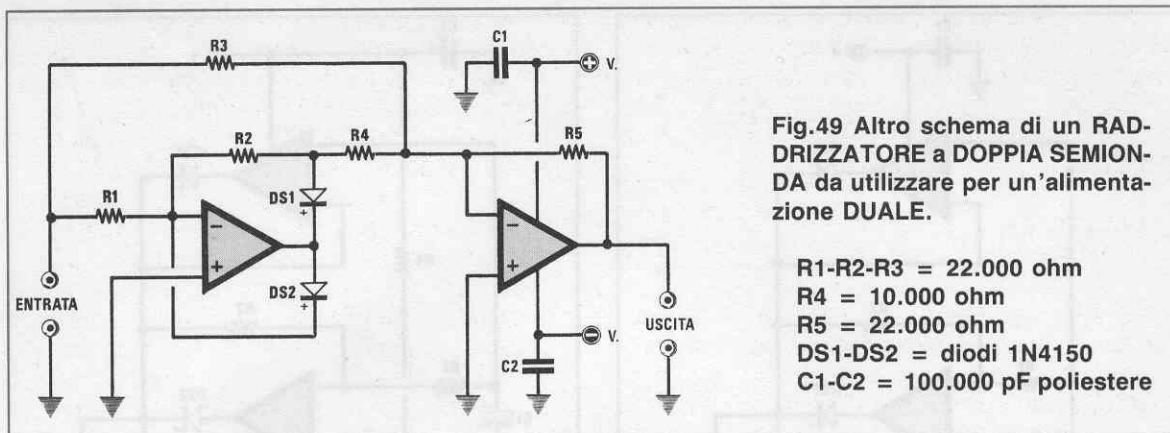 R3
C1
V.
R2
R4
R5
R1
DS1
+
−
+
−
+
DS2
+
ENTRATA
USCITA
V.
C2
Fig.49 Altro schema di un RAD-
DRIZZATORE a DOPPIA SEMION-
DA da utilizzare per un'alimenta-
zione DUALE.
R1-R2-R3 = 22.000 ohm
R4 = 10.000 ohm
R5 = 22.000 ohm
DS1-DS2 = diodi 1N4150
C1-C2 = 100.000 pF poliestere